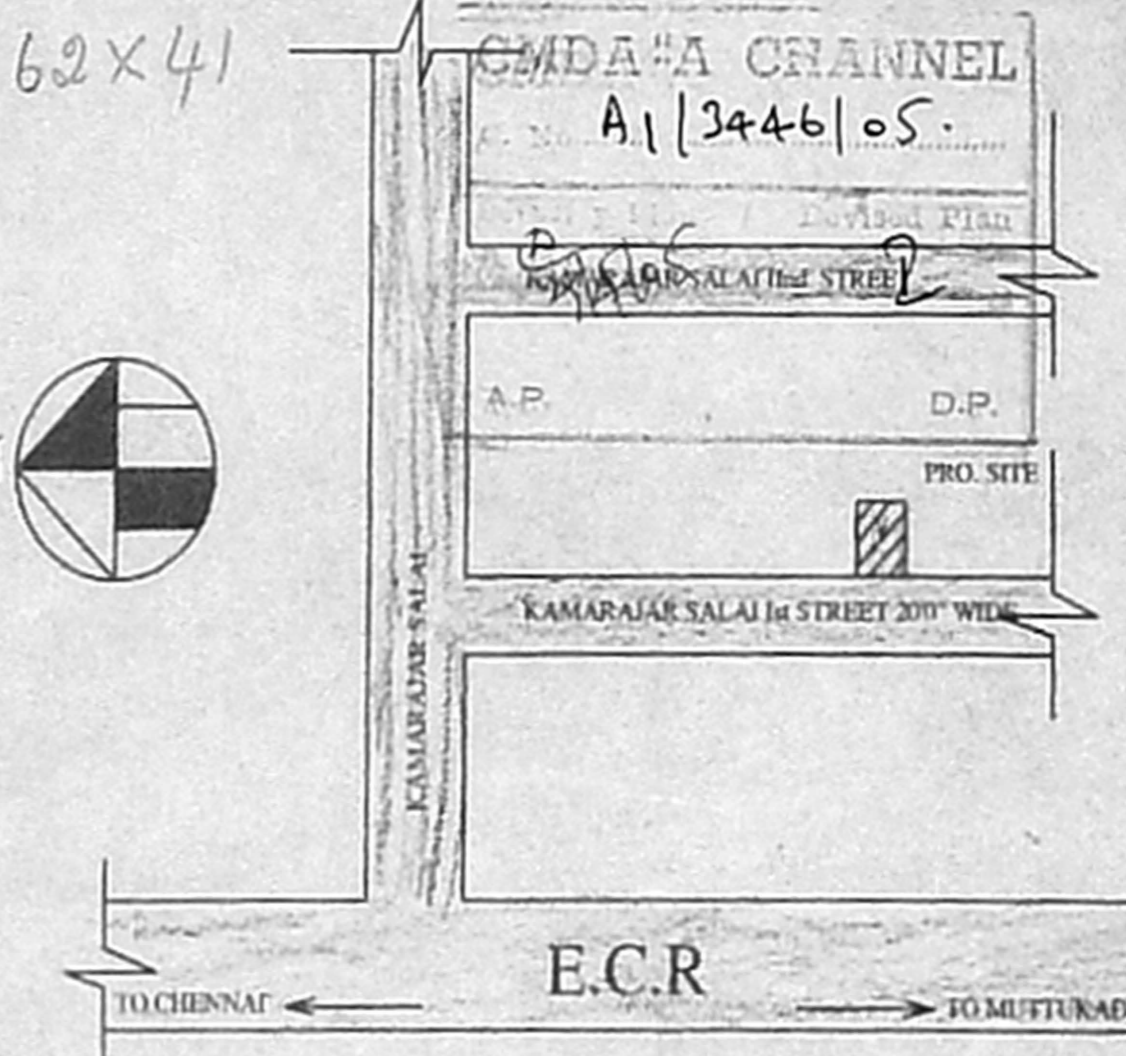 62 X 41
CMDA "A CHANNEL
A1/3446/05.
Revised Plan
KAMARAJAR SALAI IInd STREET
A.P.
D.P.
PRO. SITE
KAMARAJAR SALAI Ist STREET 20'0" WIDE
KAMARAJAR SALAI
E.C.R
TO.CHENNAI
TO.MUTTUKAD